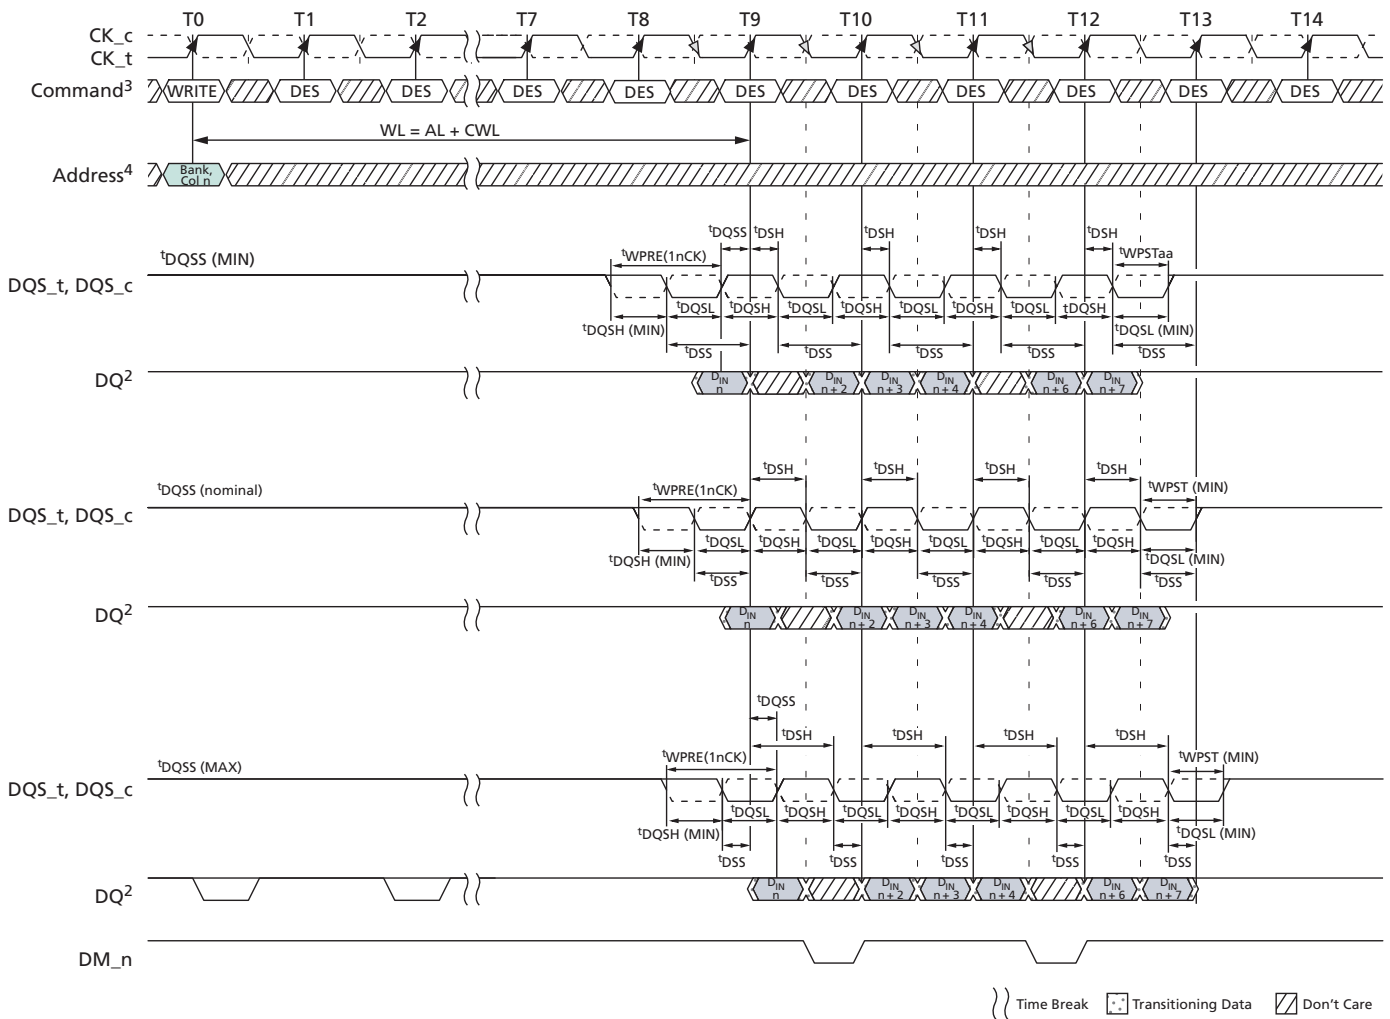 T0 T1 T2 T7 T8 T9 T10 T11 T12 T13 T14
CK_c
CK_t
Command³ WRITE DES DES DES DES DES DES DES DES DES DES
WL = AL + CWL
Address⁴ Bank, Col n
tDQSS tDSH tDSH tDSH tDSH
tDQSS (MIN) tWPRE(1nCK) tWPSTaa
DQS_t, DQS_c
tDQSL tDQSH tDQSL tDQSH tDQSL tDQSH tDQSL tDQSH
tDQSH (MIN) tDQSL (MIN)
tDSS tDSS tDSS tDSS tDSS
DQ² DIN n DIN n + 2 DIN n + 3 DIN n + 4 DIN n + 6 DIN n + 7
tDSH tDSH tDSH tDSH
tDQSS (nominal) tWPRE(1nCK) tWPST (MIN)
DQS_t, DQS_c
tDQSL tDQSH tDQSL tDQSH tDQSL tDQSH tDQSL tDQSH
tDQSH (MIN) tDQSL (MIN)
tDSS tDSS tDSS tDSS tDSS
DQ² DIN n DIN n + 2 DIN n + 3 DIN n + 4 DIN n + 6 DIN n + 7
tDQSS
tDSH tDSH tDSH tDSH
tDQSS (MAX) tWPRE(1nCK) tWPST (MIN)
DQS_t, DQS_c
tDQSL tDQSH tDQSL tDQSH tDQSL tDQSH tDQSL tDQSH
tDQSH (MIN) tDQSL (MIN)
tDSS tDSS tDSS tDSS tDSS
DQ² DIN n DIN n + 2 DIN n + 3 DIN n + 4 DIN n + 6 DIN n + 7
DM_n
Time Break Transitioning Data Don't Care